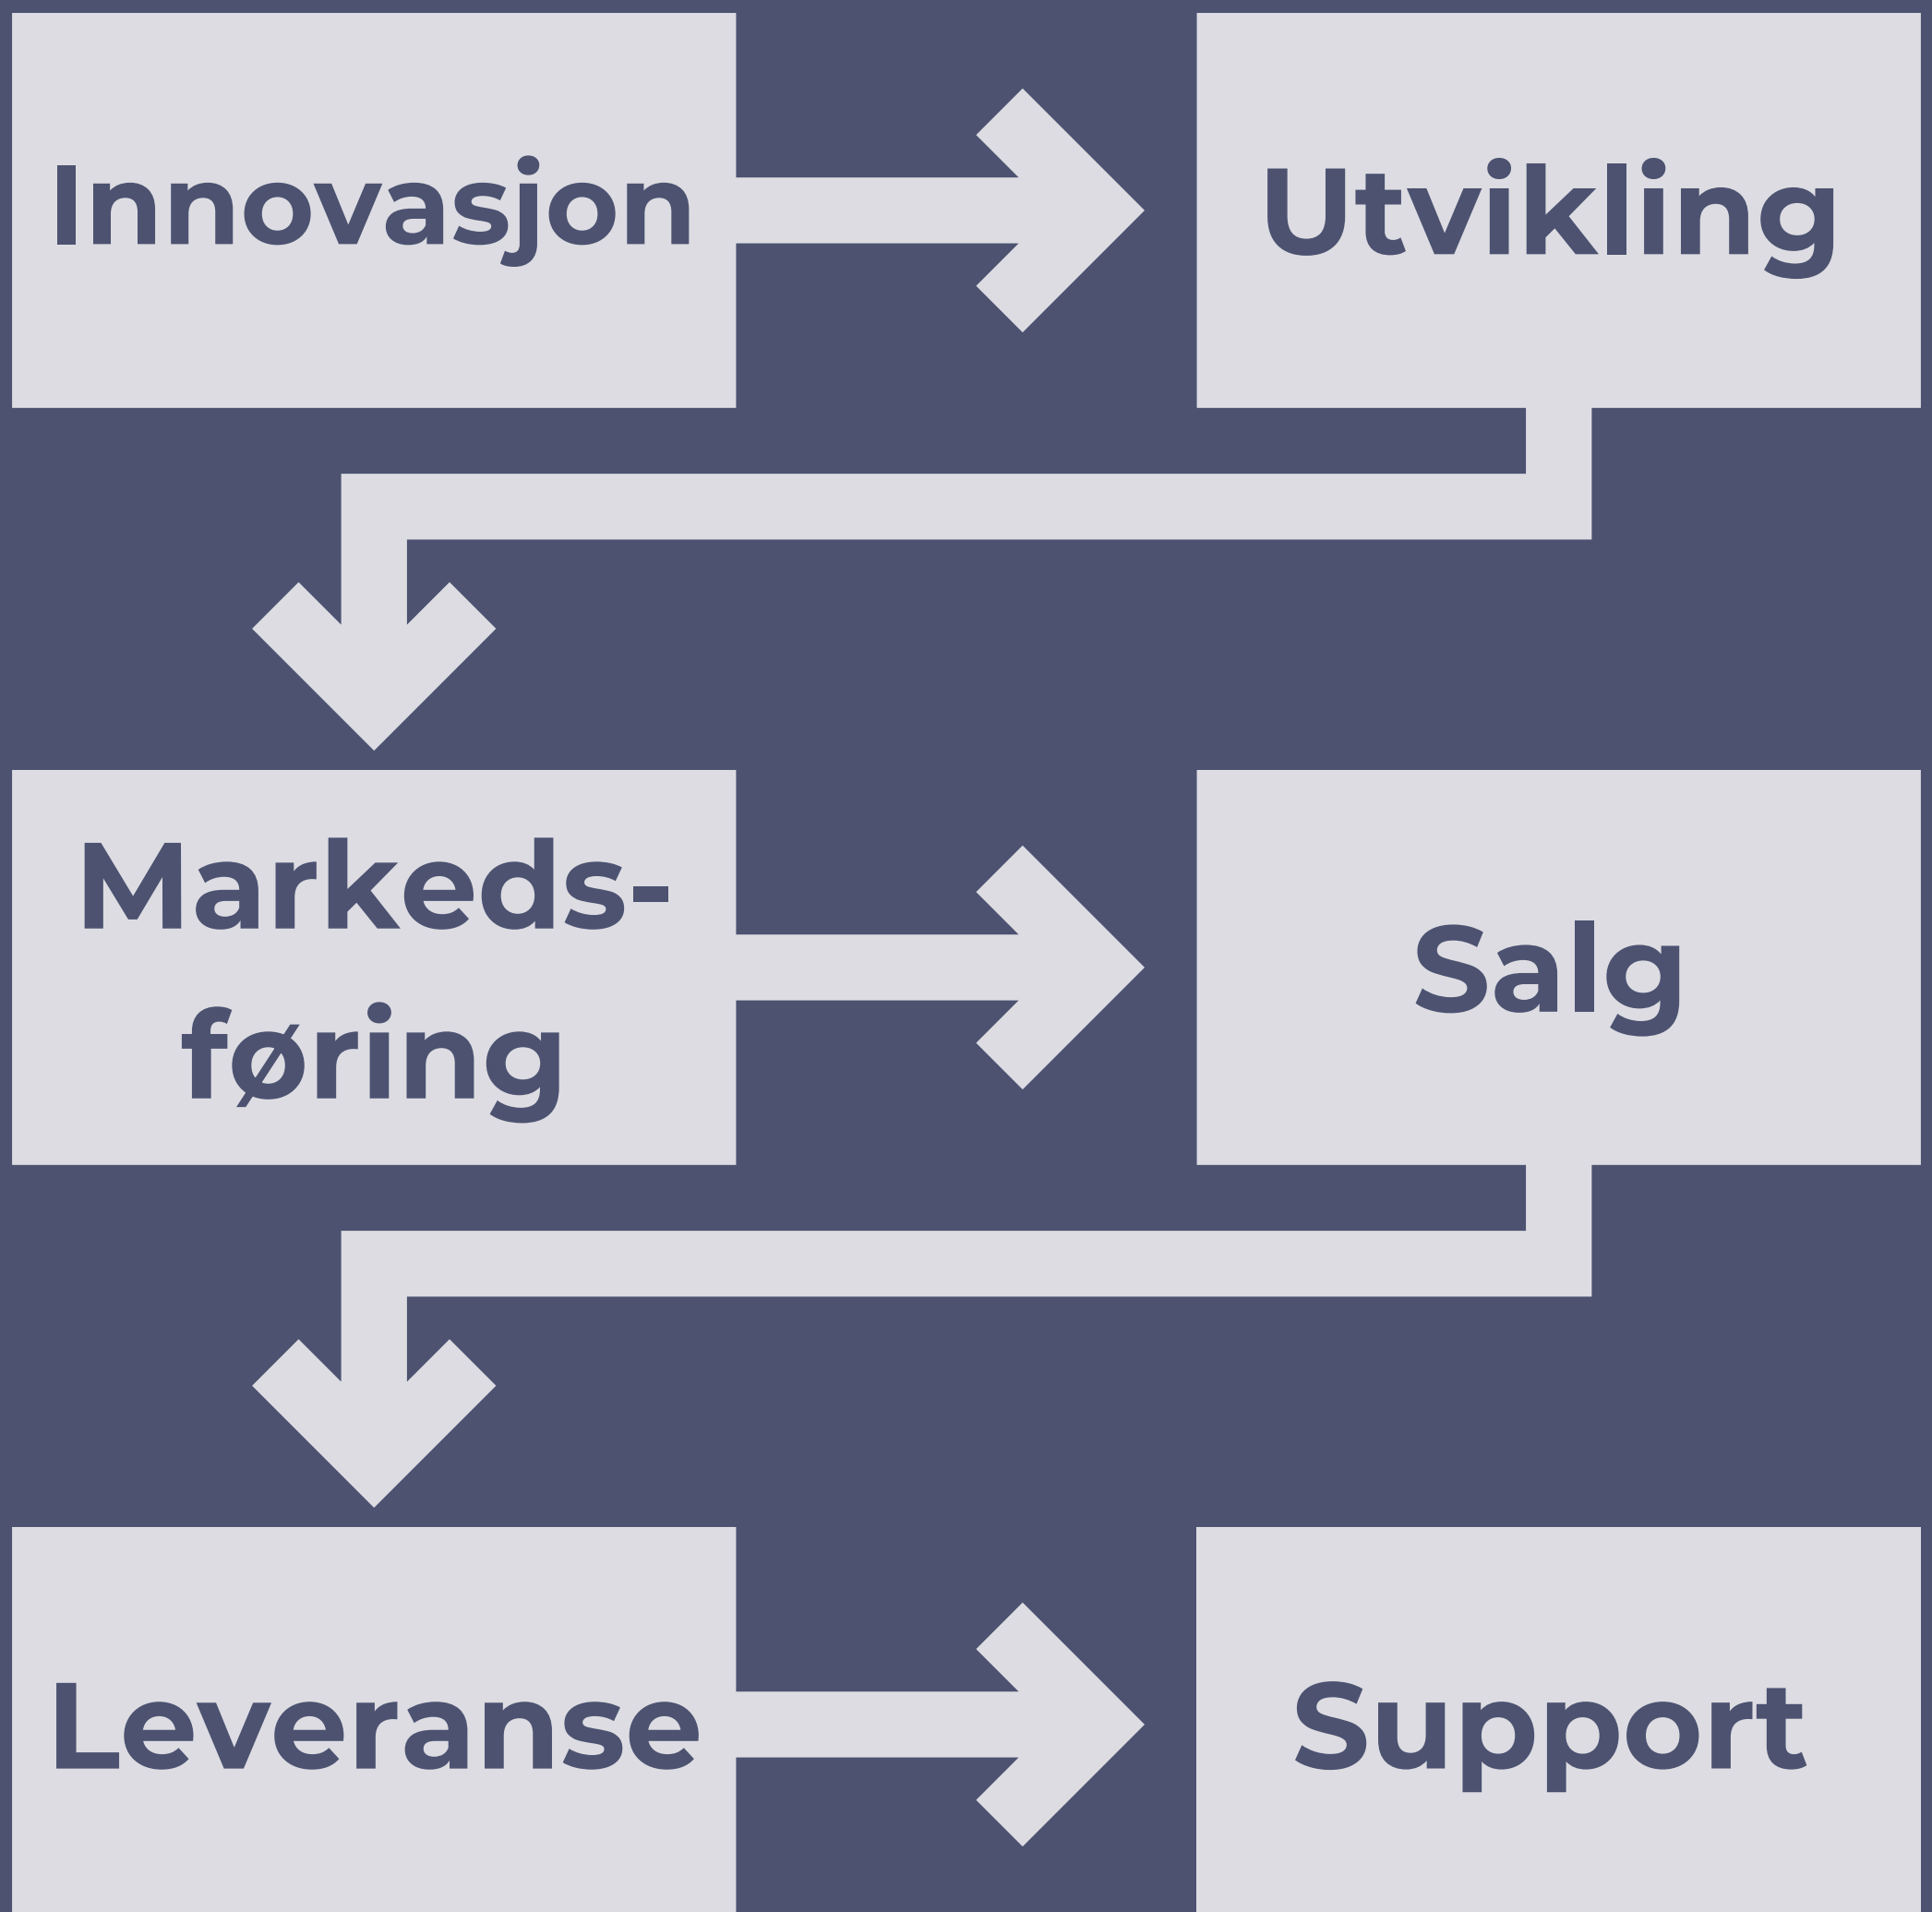 Innovasjon
Utvikling
Markeds-
føring
Salg
Leveranse
Support